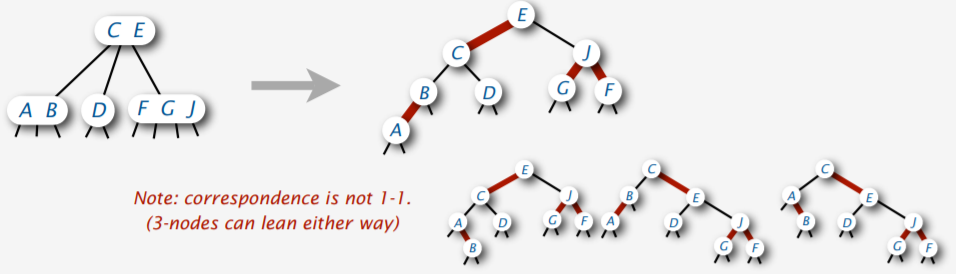 C E
A B
D
F G J
E
C
J
B
D
G
F
A
Note: correspondence is not 1-1.
(3-nodes can lean either way)
E
C
J
A
D
G
F
B
C
B
E
A
D
J
G
F
C
A
E
B
D
J
G
F